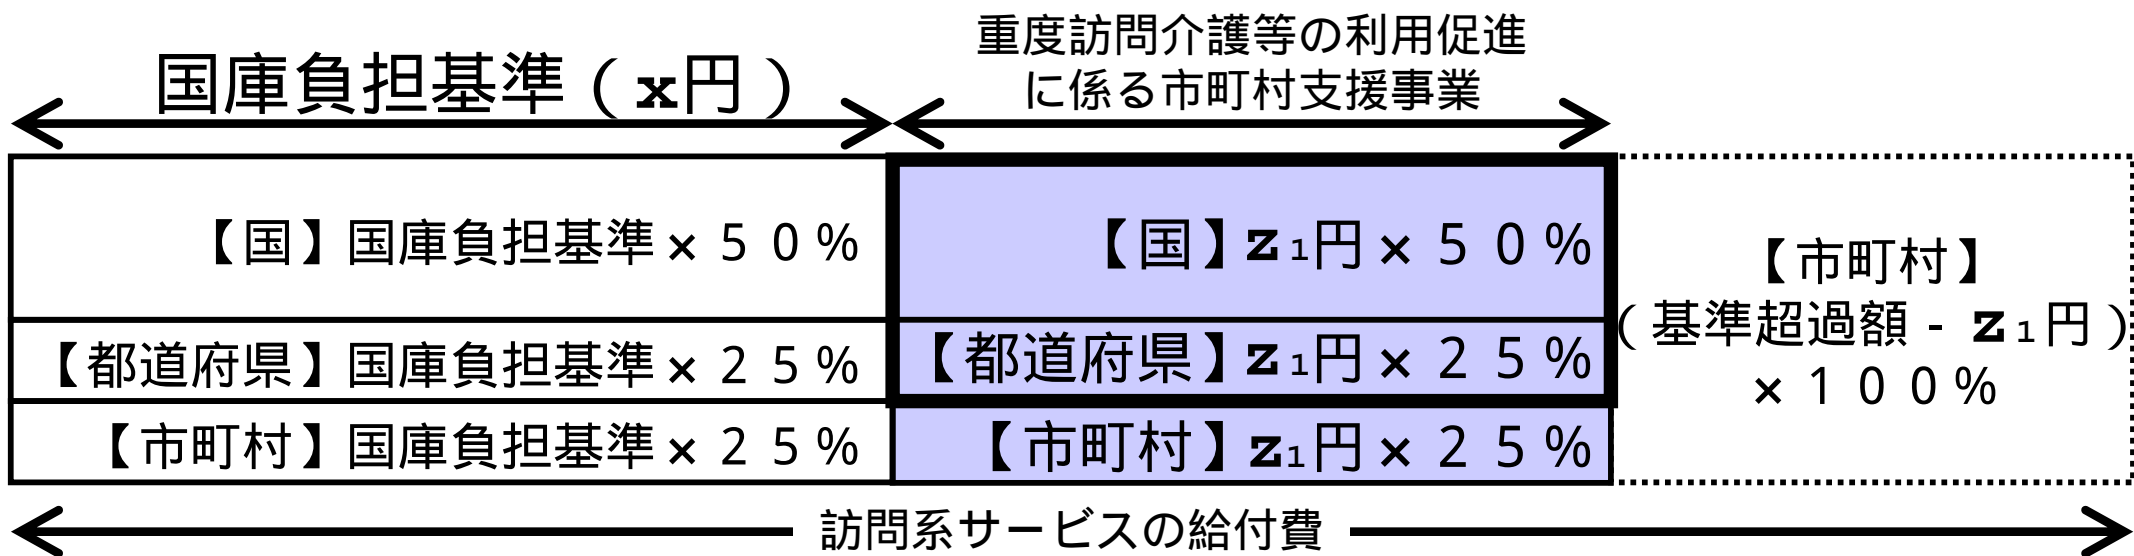 国庫負担基準（x円）
重度訪問介護等の利用促進
に係る市町村支援事業
【国】国庫負担基準×５０％
【国】z₁円×５０％
【都道府県】国庫負担基準×２５％
【都道府県】z₁円×２５％
【市町村】国庫負担基準×２５％
【市町村】z₁円×２５％
【市町村】
（基準超過額-z₁円）
×１００％
訪問系サービスの給付費